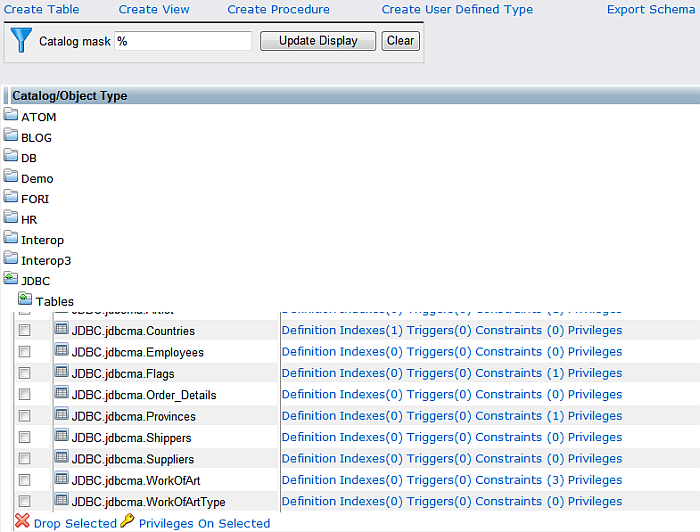 Create Table Create View Create Procedure Create User Defined Type Export Schema
Catalog mask % Update Display Clear
Catalog/Object Type
ATOM
BLOG
DB
Demo
FORI
HR
Interop
Interop3
JDBC
Tables
JDBC.jdbcma.Artist Definition Indexes(0) Triggers(0) Constraints (0) Privileges
JDBC.jdbcma.Countries Definition Indexes(1) Triggers(0) Constraints (0) Privileges
JDBC.jdbcma.Employees Definition Indexes(0) Triggers(0) Constraints (0) Privileges
JDBC.jdbcma.Flags Definition Indexes(0) Triggers(0) Constraints (1) Privileges
JDBC.jdbcma.Order_Details Definition Indexes(0) Triggers(0) Constraints (0) Privileges
JDBC.jdbcma.Provinces Definition Indexes(0) Triggers(0) Constraints (1) Privileges
JDBC.jdbcma.Shippers Definition Indexes(0) Triggers(0) Constraints (0) Privileges
JDBC.jdbcma.Suppliers Definition Indexes(0) Triggers(0) Constraints (0) Privileges
JDBC.jdbcma.WorkOfArt Definition Indexes(0) Triggers(0) Constraints (3) Privileges
JDBC.jdbcma.WorkOfArtType Definition Indexes(0) Triggers(0) Constraints (0) Privileges
Drop Selected Privileges On Selected